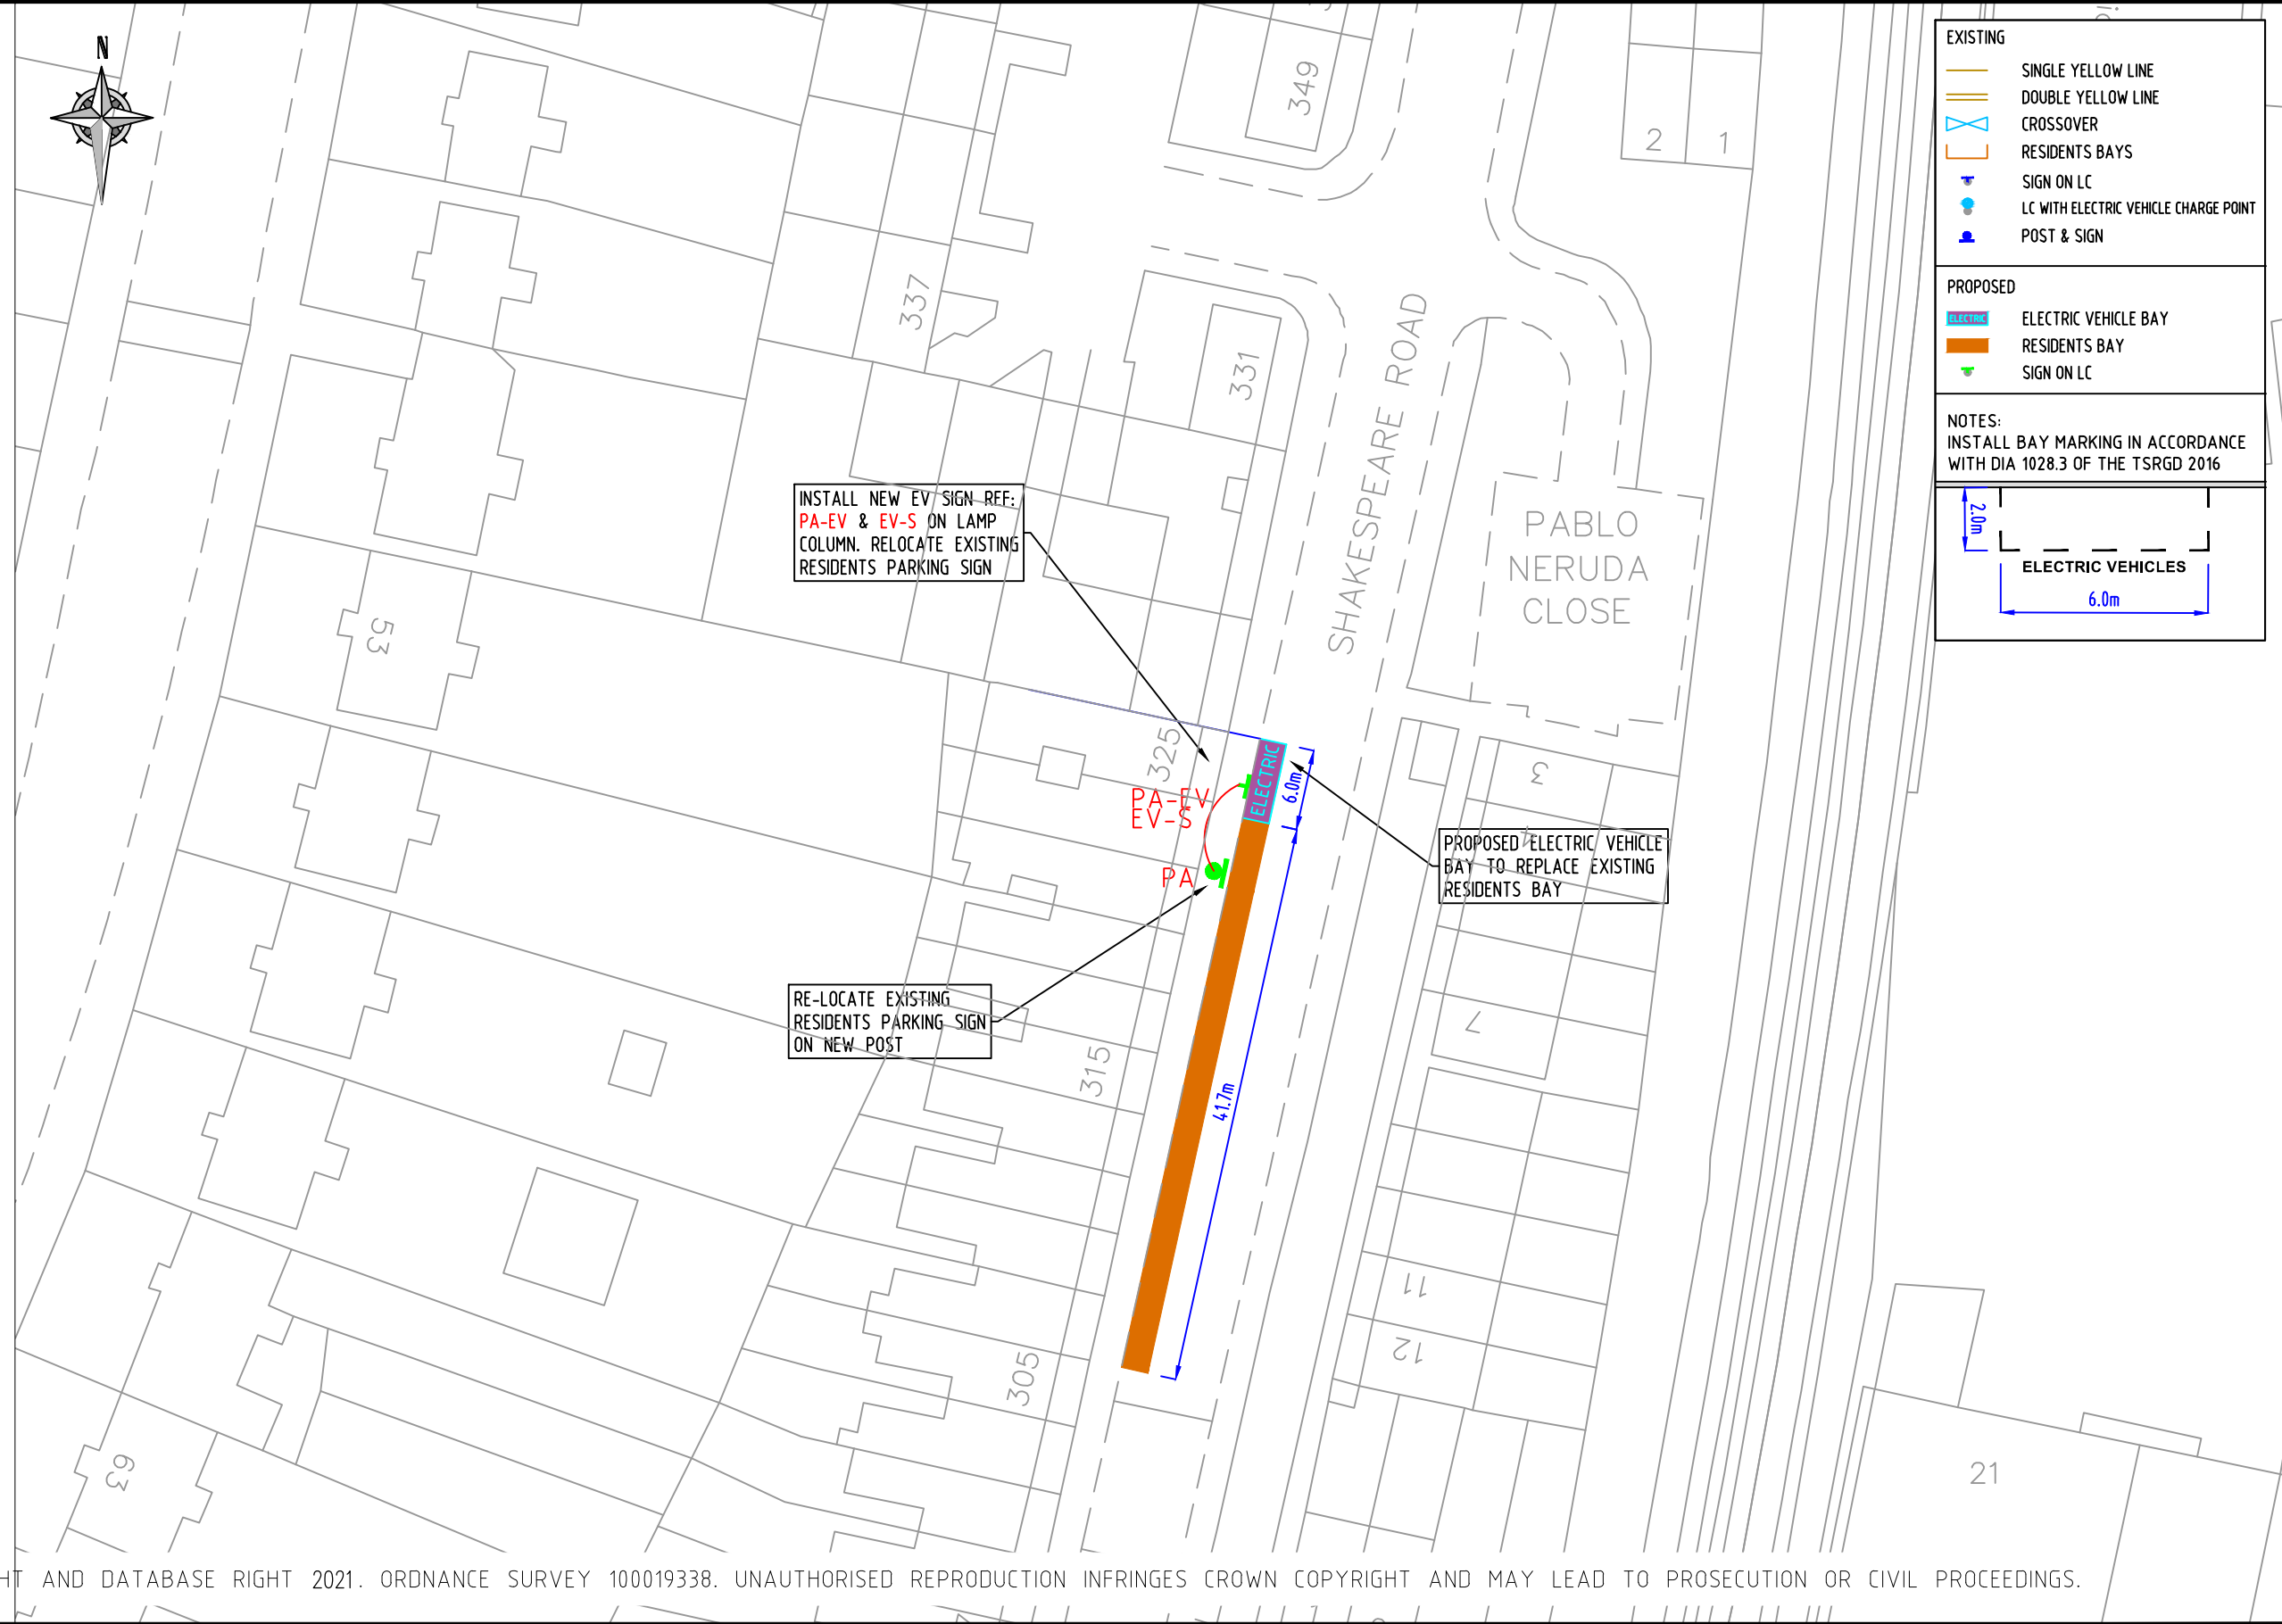 N
349
2
1
337
331
SHAKESPEARE ROAD
PABLO
NERUDA
CLOSE
INSTALL NEW EV SIGN REF:
PA-EV & EV-S ON LAMP
COLUMN. RELOCATE EXISTING
RESIDENTS PARKING SIGN
53
325
ELECTRIC
6.0m
PA-EV
EV-S
PA
3
4
PROPOSED ELECTRIC VEHICLE
BAY TO REPLACE EXISTING
RESIDENTS BAY
RE-LOCATE EXISTING
RESIDENTS PARKING SIGN
ON NEW POST
315
41.7m
7
11
12
305
63
21
EXISTING
SINGLE YELLOW LINE
DOUBLE YELLOW LINE
CROSSOVER
RESIDENTS BAYS
SIGN ON LC
LC WITH ELECTRIC VEHICLE CHARGE POINT
POST & SIGN
PROPOSED
ELECTRIC ELECTRIC VEHICLE BAY
RESIDENTS BAY
SIGN ON LC
NOTES:
INSTALL BAY MARKING IN ACCORDANCE
WITH DIA 1028.3 OF THE TSRGD 2016
2.0m
ELECTRIC VEHICLES
6.0m
HT AND DATABASE RIGHT 2021. ORDNANCE SURVEY 100019338. UNAUTHORISED REPRODUCTION INFRINGES CROWN COPYRIGHT AND MAY LEAD TO PROSECUTION OR CIVIL PROCEEDINGS.